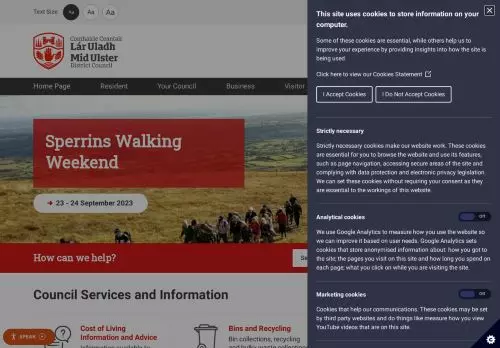 Text Size: Aa Aa Aa
Comhairle Ceantair
Lár Uladh
Mid Ulster
District Council
Home Page Resident Your Council Business Visitor
Sperrins Walking
Weekend
23 - 24 September 2023
How can we help?
Se
Council Services and Information
Cost of Living
Information and Advice
Bins and Recycling
Bin collections, recycling
SPEAK
This site uses cookies to store information on your
computer.
Some of these cookies are essential, while others help us to
improve your experience by providing insights into how the site is
being used.
Click here to view our Cookies Statement
I Accept Cookies I Do Not Accept Cookies
Strictly necessary
Strictly necessary cookies make our website work. These cookies
are essential for you to browse the website and use its features,
such as page navigation, accessing secure areas of the site and
complying with data protection and electronic privacy legislation.
We can set these cookies without requiring your consent as they
are essential to the workings of this website.
Analytical cookies Off
We use Google Analytics to measure how you use the website so
we can improve it based on user needs. Google Analytics sets
cookies that store anonymised information about: how you got to
the site; the pages you visit on this site and how long you spend on
each page; what you click on while you are visiting the site.
Marketing cookies Off
Cookies that help our communications. These cookies may be set
by third party websites and do things like measure how you view
YouTube videos that are on this site.